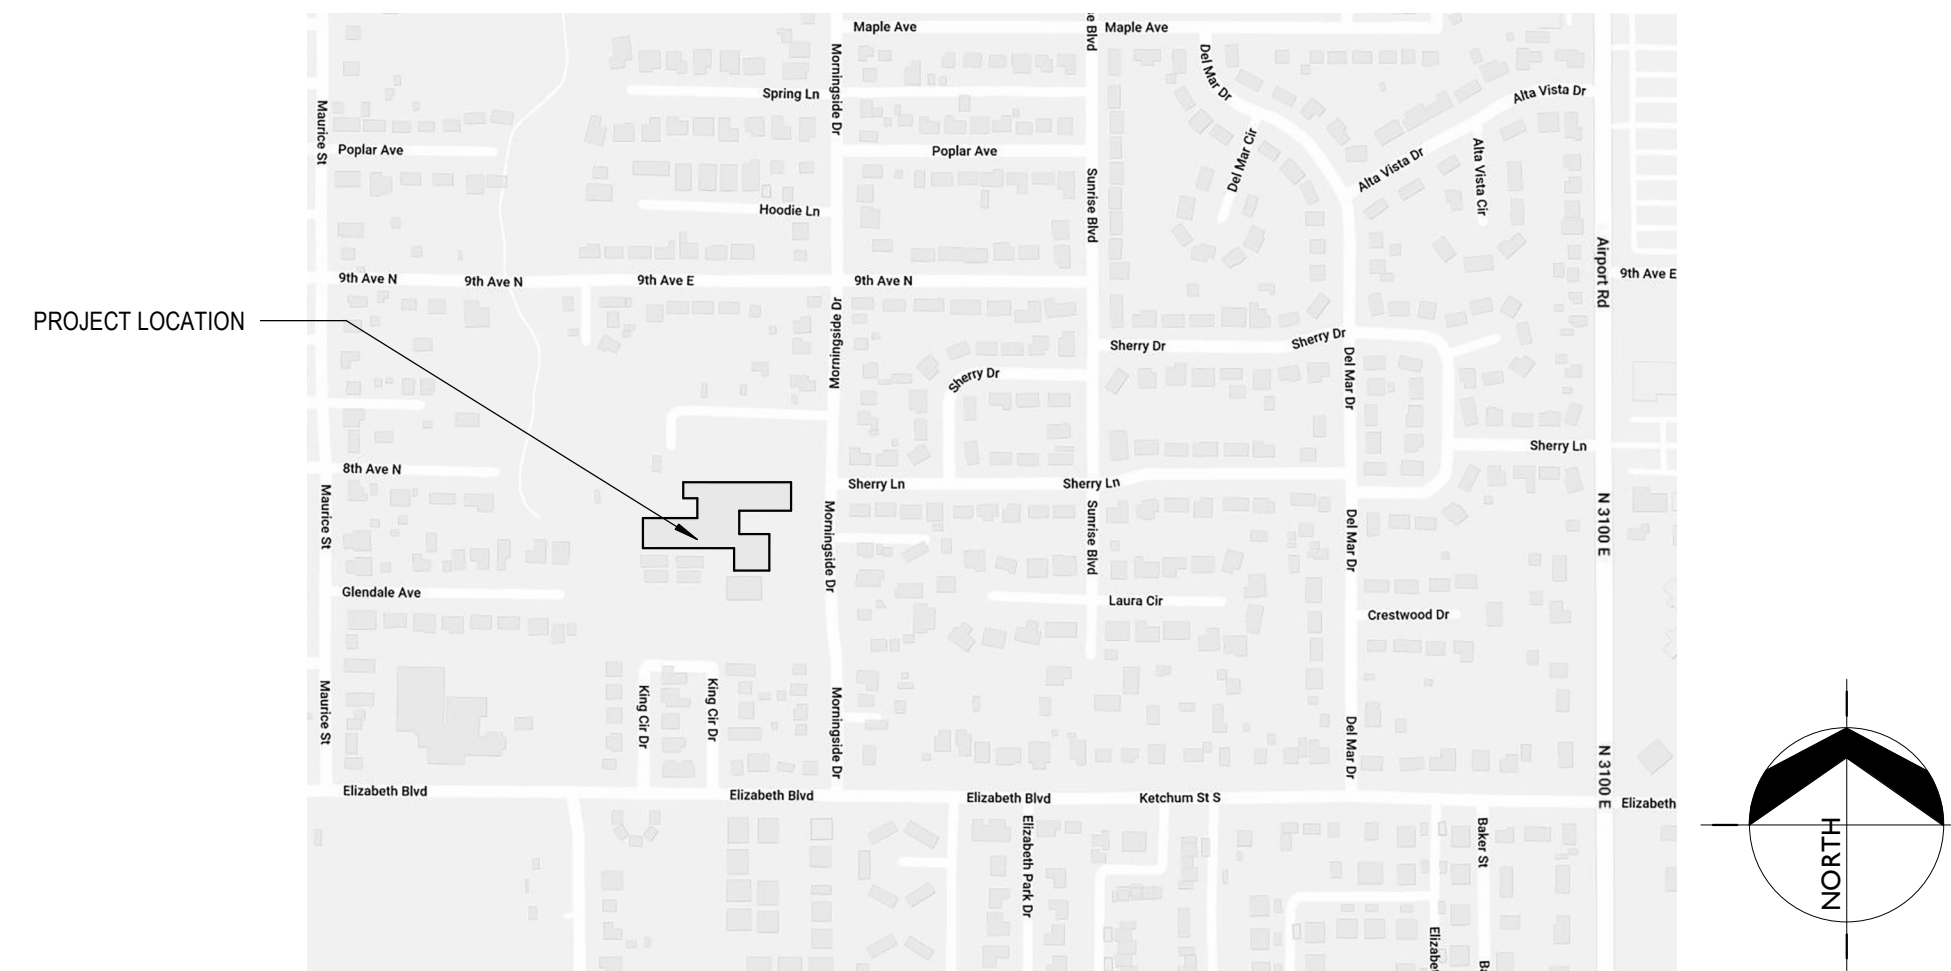 Maple Ave
e Blvd
Maple Ave
Morningside Dr
Del Mar Dr
Spring Ln
Alta Vista Dr
Maurice St
Poplar Ave
Poplar Ave
Del Mar Cir
Alta Vista Dr
Alta Vista Cir
Sunrise Blvd
Hoodie Ln
Airport Rd
9th Ave N
9th Ave N
9th Ave E
9th Ave N
9th Ave E
PROJECT LOCATION
Morningside Dr
Sherry Dr
Sherry Dr
Sherry Dr
Del Mar Dr
Sherry Ln
8th Ave N
Sherry Ln
Sherry Ln
Maurice St
Morningside Dr
Sunrise Blvd
Del Mar Dr
N 3100 E
Glendale Ave
Laura Cir
Crestwood Dr
Maurice St
King Cir Dr
King Cir Dr
Morningside Dr
Del Mar Dr
N 3100 E
Elizabeth Blvd
Elizabeth Blvd
Elizabeth Blvd
Ketchum St S
Elizabeth
Elizabeth Park Dr
Baker St
NORTH
Elizabe
Ba